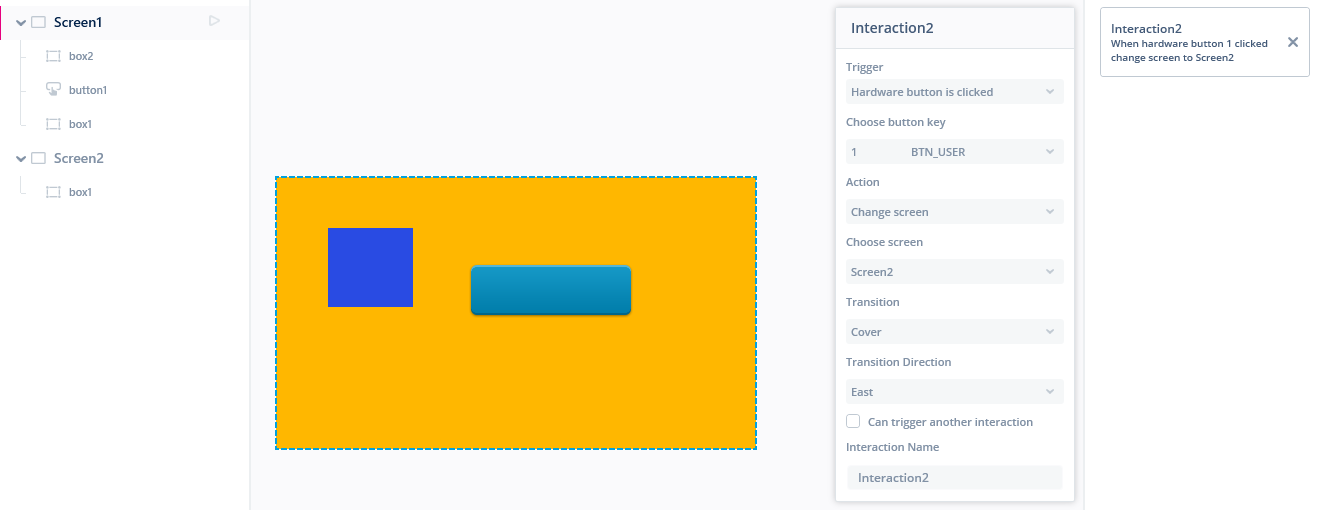 Screen1
box2
button1
box1
Screen2
box1
Interaction2
Trigger
Hardware button is clicked
Choose button key
1 BTN_USER
Action
Change screen
Choose screen
Screen2
Transition
Cover
Transition Direction
East
Can trigger another interaction
Interaction Name
Interaction2
Interaction2
When hardware button 1 clicked
change screen to Screen2